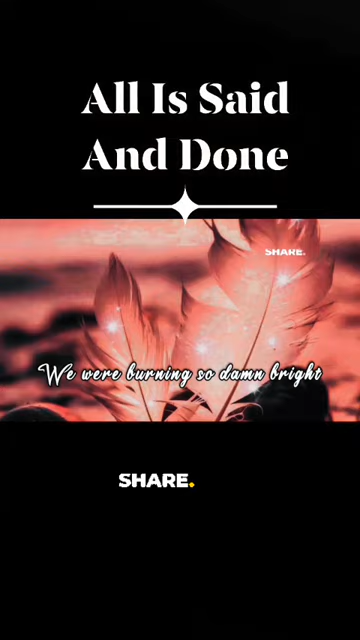 All Is Said
And Done
SHARE.
We were burning so damn bright
SHARE.